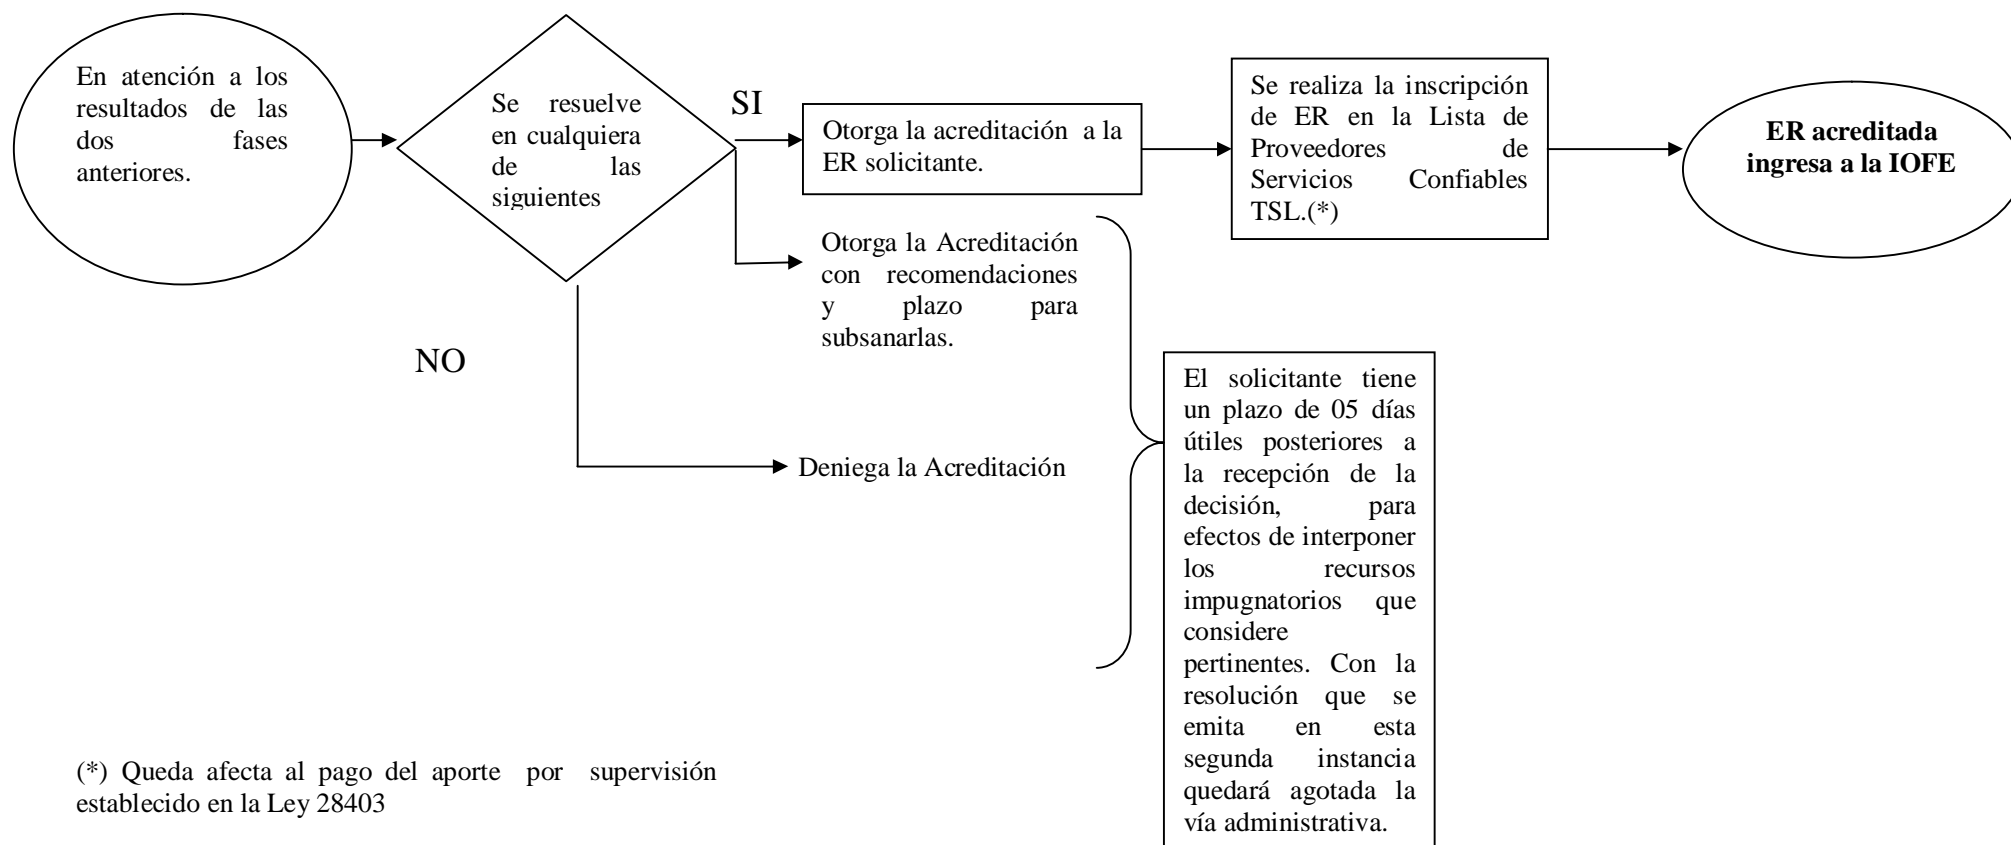 En atención a los
resultados de las
dos fases
anteriores.
Se resuelve
en cualquiera
de las
siguientes
SI
Otorga la acreditación a la
ER solicitante.
Se realiza la inscripción
de ER en la Lista de
Proveedores de
Servicios Confiables
TSL.(*)
ER acreditada
ingresa a la IOFE
Otorga la Acreditación
con recomendaciones
y plazo para
subsanarlas.
NO
Deniega la Acreditación
El solicitante tiene
un plazo de 05 días
útiles posteriores a
la recepción de la
decisión, para
efectos de interponer
los recursos
impugnatorios que
considere
pertinentes. Con la
resolución que se
emita en esta
segunda instancia
quedará agotada la
vía administrativa.
(*) Queda afecta al pago del aporte por supervisión
establecido en la Ley 28403